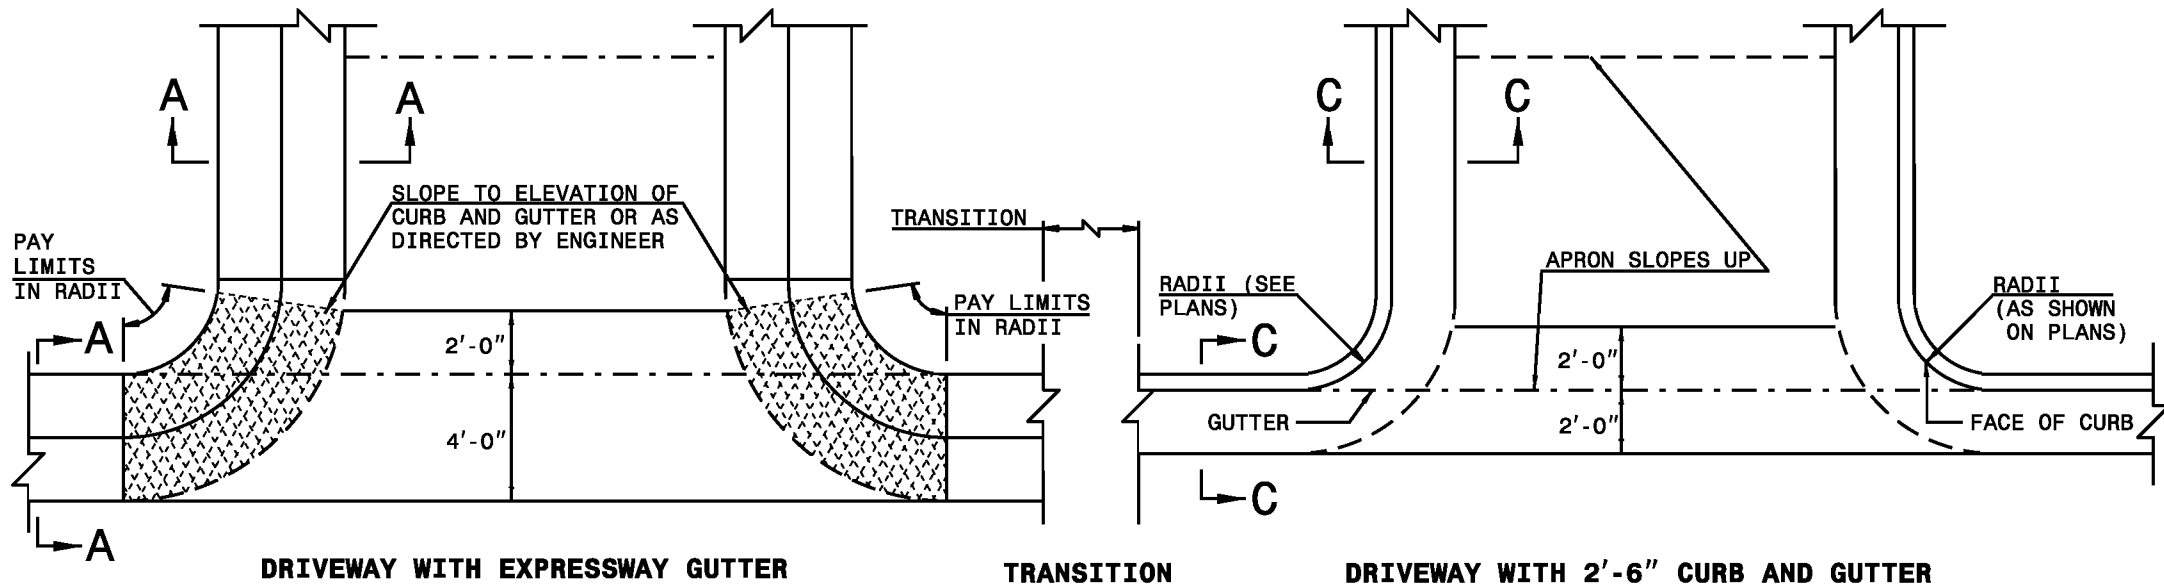 A
A
C
C
SLOPE TO ELEVATION OF
CURB AND GUTTER OR AS
DIRECTED BY ENGINEER
TRANSITION
PAY
LIMITS
IN RADII
APRON SLOPES UP
RADII (SEE
PLANS)
RADII
(AS SHOWN
ON PLANS)
PAY LIMITS
IN RADII
A
C
2'-0"
2'-0"
GUTTER
FACE OF CURB
4'-0"
2'-0"
C
A
DRIVEWAY WITH EXPRESSWAY GUTTER
TRANSITION
DRIVEWAY WITH 2'-6" CURB AND GUTTER